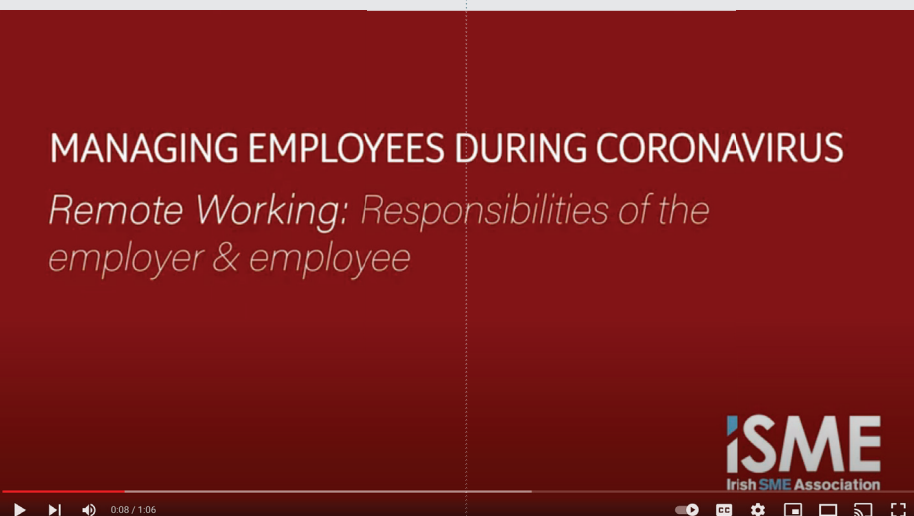 MANAGING EMPLOYEES DURING CORONAVIRUS
Remote Working: Responsibilities of the
employer & employee
iSME
Irish SME Association
0:08 / 1:06
CC